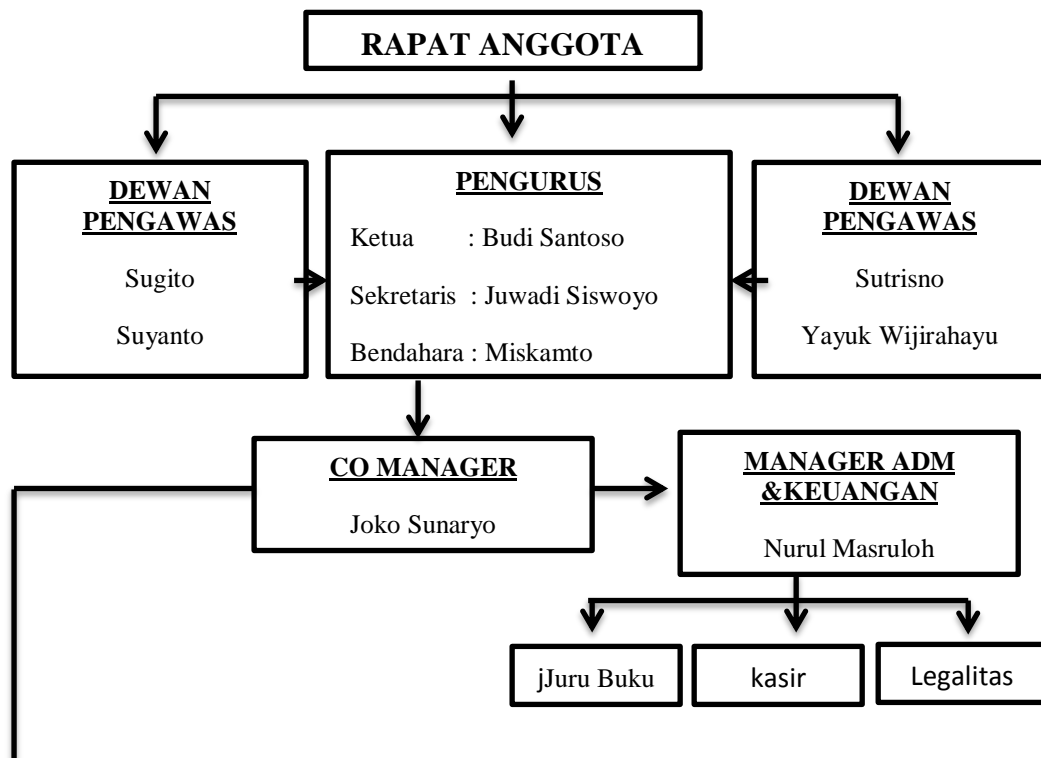 RAPAT ANGGOTA
DEWAN
PENGAWAS
Sugito
Suyanto
PENGURUS
Ketua : Budi Santoso
Sekretaris : Juwadi Siswoyo
Bendahara : Miskamto
DEWAN
PENGAWAS
Sutrisno
Yayuk Wijirahayu
CO MANAGER
Joko Sunaryo
MANAGER ADM
&KEUANGAN
Nurul Masruloh
jJuru Buku
kasir
Legalitas